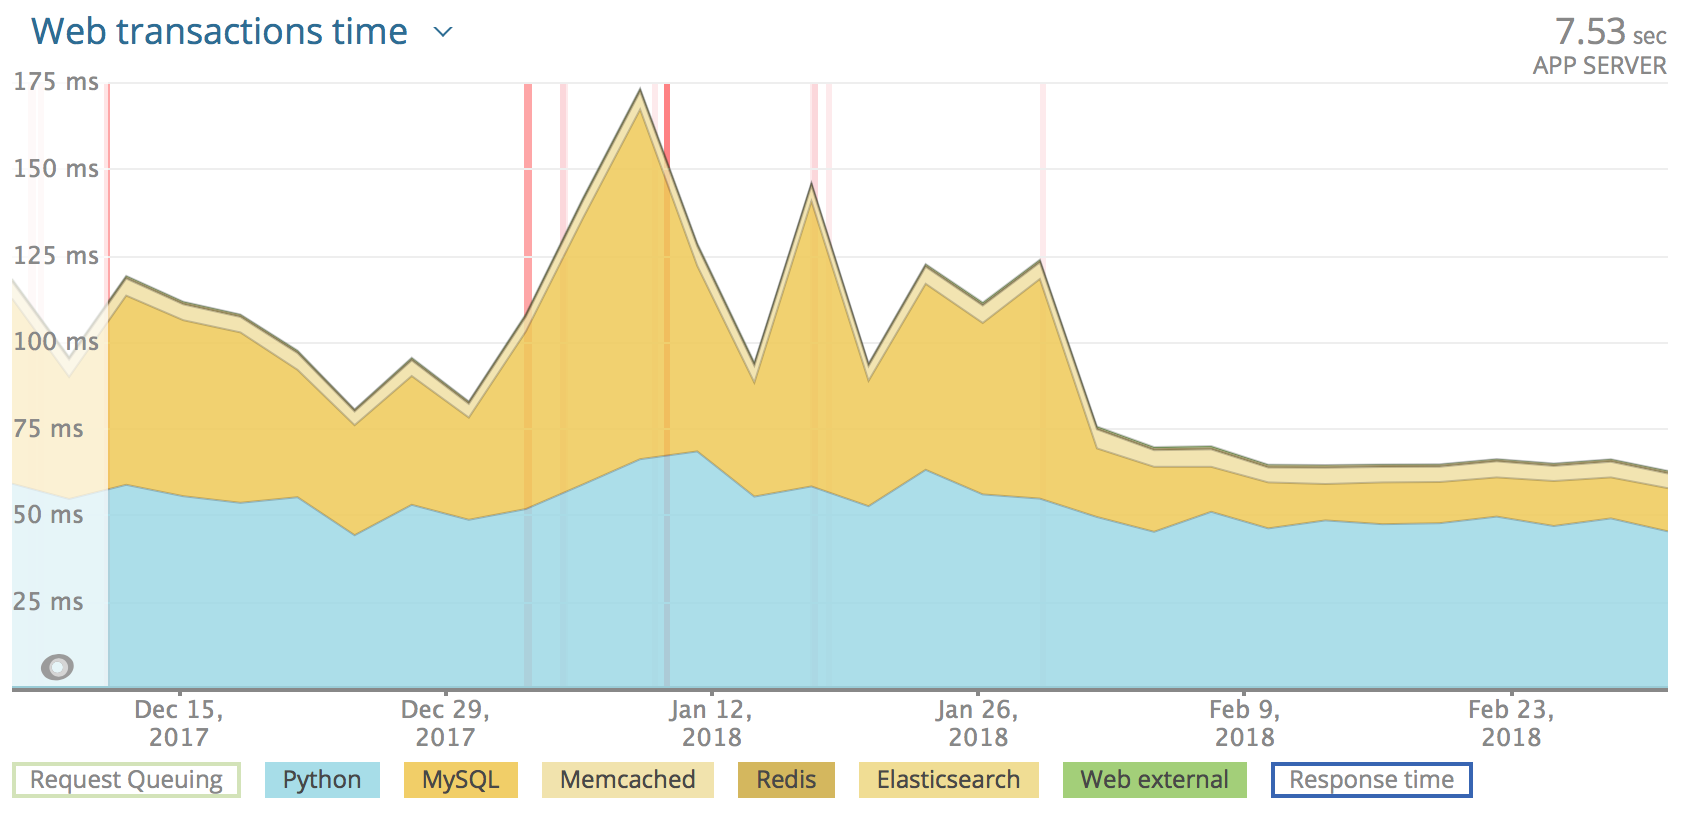 Web transactions time
7.53 sec
APP SERVER
175 ms
150 ms
125 ms
100 ms
75 ms
50 ms
25 ms
Dec 15, 2017
Dec 29, 2017
Jan 12, 2018
Jan 26, 2018
Feb 9, 2018
Feb 23, 2018
Request Queuing
Python
MySQL
Memcached
Redis
Elasticsearch
Web external
Response time